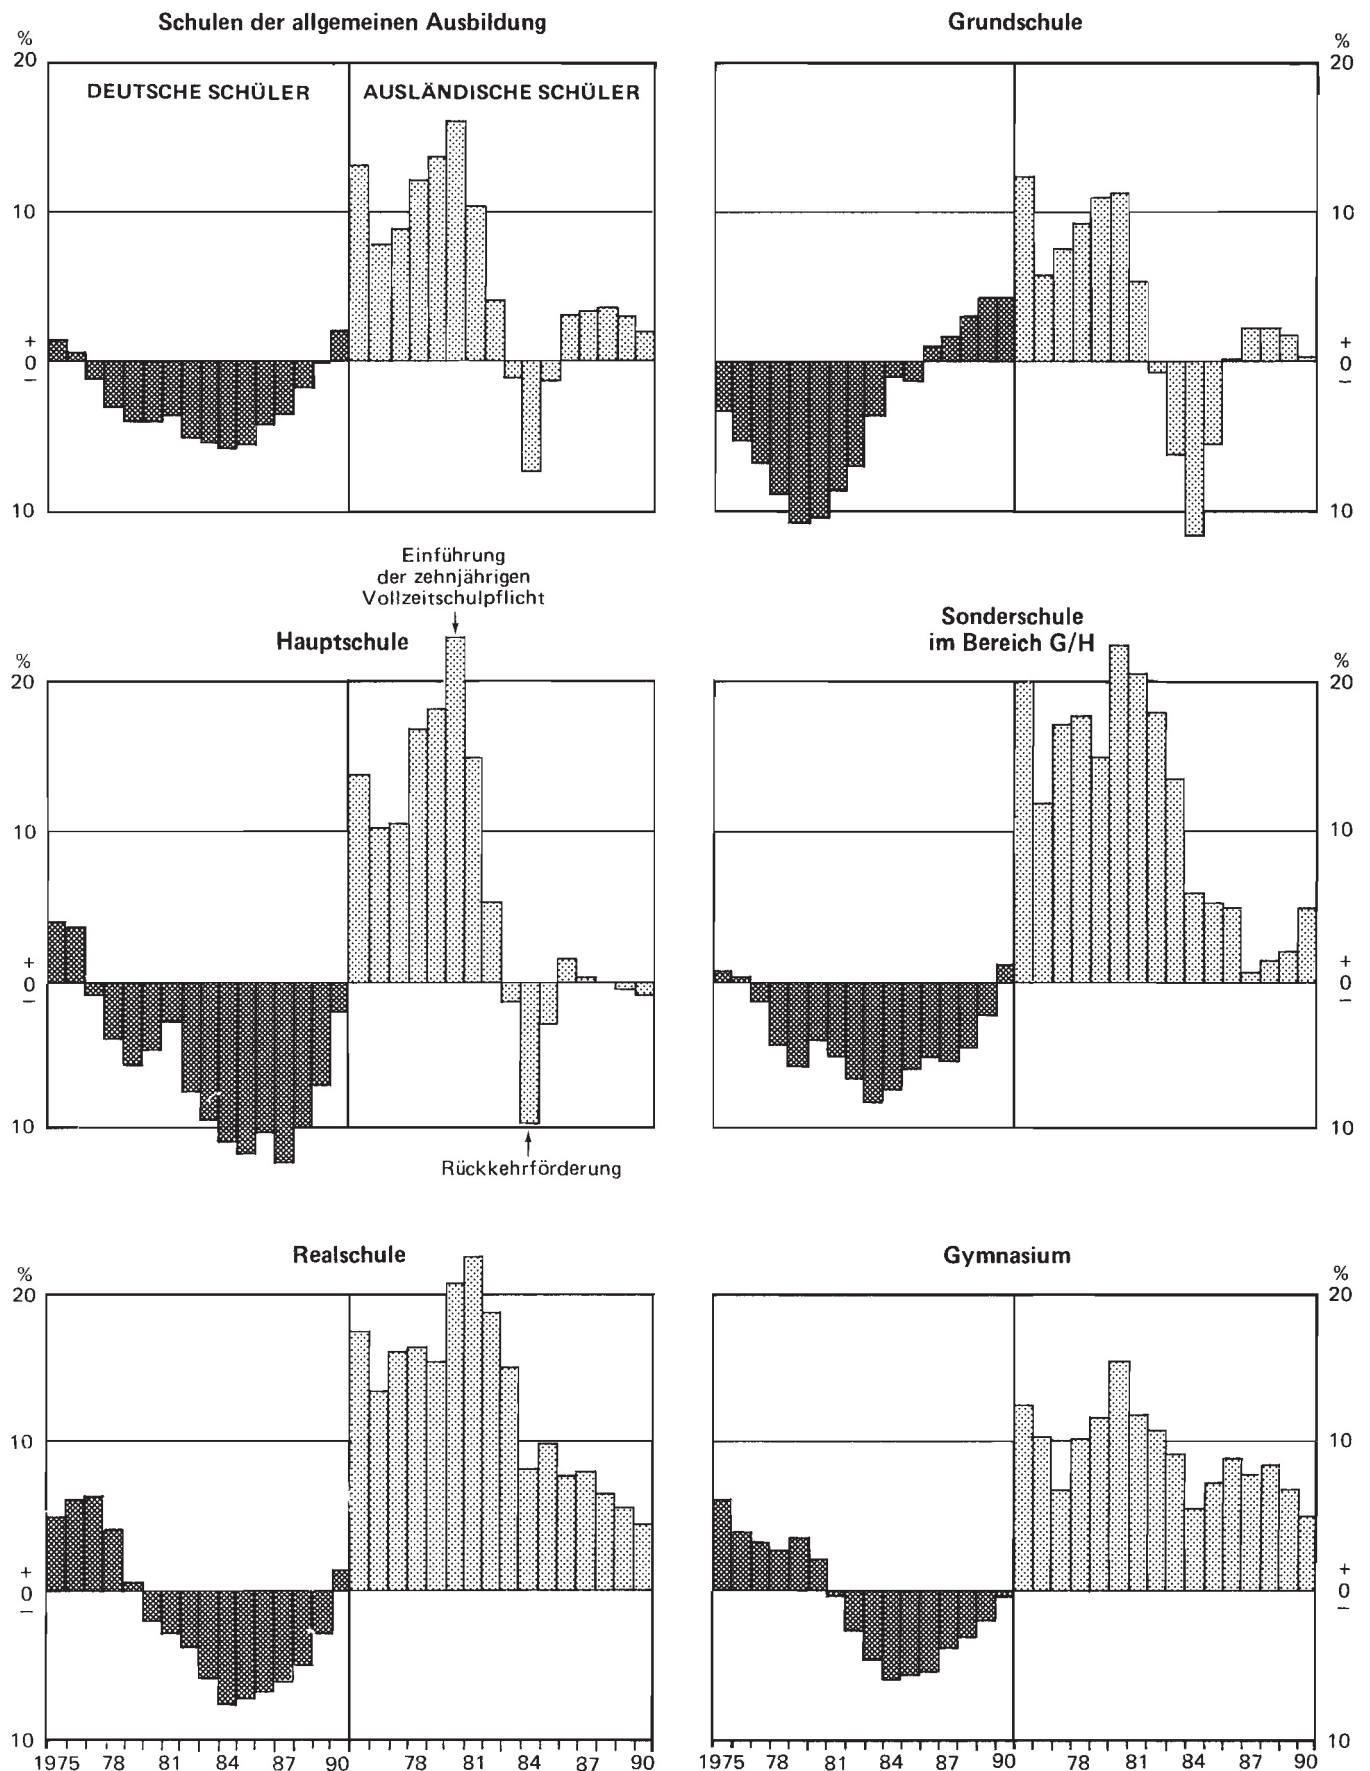 Schulen der allgemeinen Ausbildung
Grundschule
%
20
DEUTSCHE SCHÜLER
AUSLÄNDISCHE SCHÜLER
10
+
0
–
10
%
20
10
+
0
–
10
Einführung
der zehnjährigen
Vollzeitschulpflicht
Hauptschule
Sonderschule
im Bereich G/H
%
20
10
+
0
–
10
%
20
10
+
0
–
10
Rückkehrförderung
Realschule
Gymnasium
%
20
10
+
0
–
10
%
20
10
+
0
–
10
1975 78 81 84 87 90 78 81 84 87 90
1975 78 81 84 87 90 78 81 84 87 90